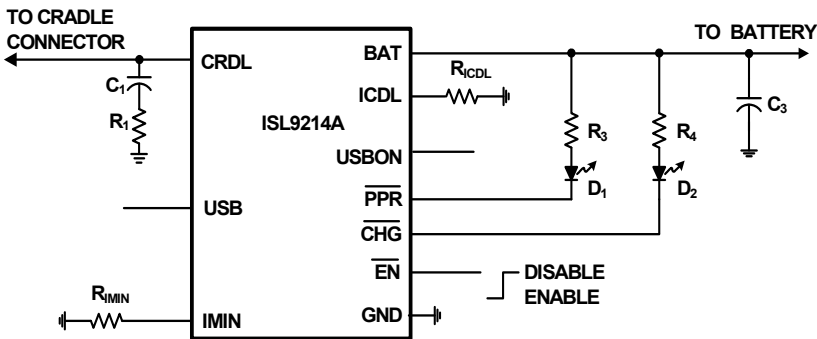 TO CRADLE
CONNECTOR
CRDL
C1
R1
USB
RIMIN
IMIN
ISL9214A
BAT
ICDL
RICDL
USBON
PPR
CHG
EN
GND
DISABLE
ENABLE
R3
D1
R4
D2
TO BATTERY
C3